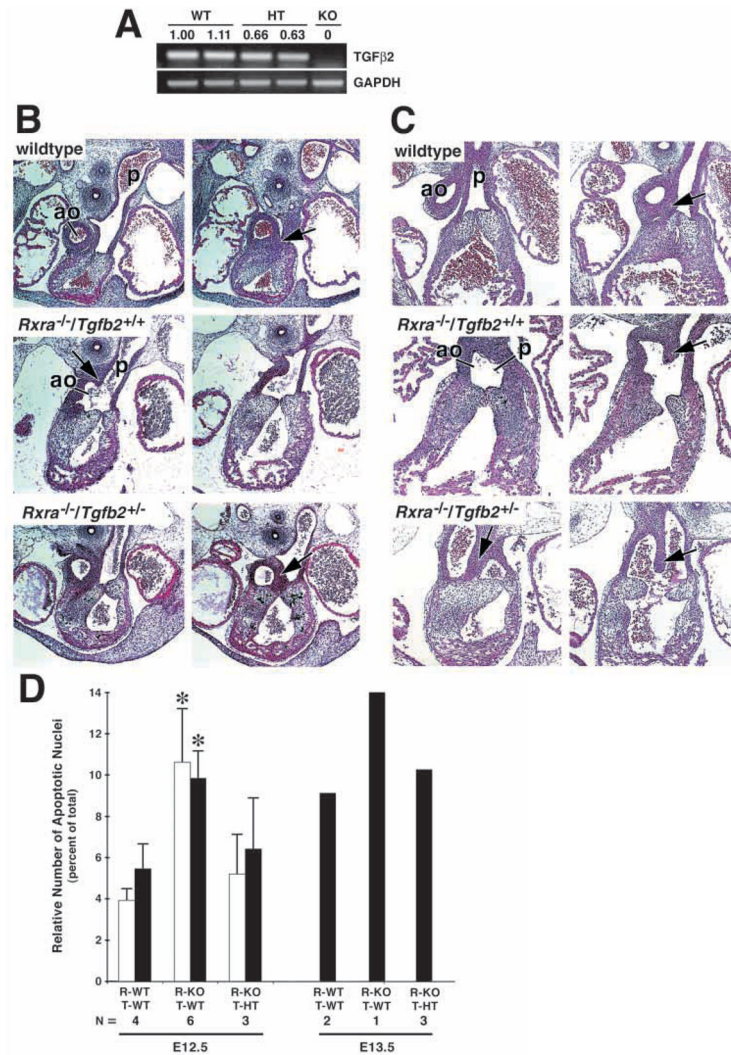 A
WT HT KO
1.00 1.11 0.66 0.63 0
TGFβ2
GAPDH
B
wildtype
p
ao
Rxra-/-/Tgfb2+/+
ao
p
Rxra-/-/Tgfb2+/-
C
wildtype
ao
p
Rxra-/-/Tgfb2+/+
ao
p
Rxra-/-/Tgfb2+/-
D
Relative Number of Apoptotic Nuclei
(percent of total)
14
12
10
8
6
4
2
0
* *
R-WT R-KO R-KO R-WT R-KO R-KO
T-WT T-WT T-HT T-WT T-WT T-HT
N = 4 6 3 2 1 3
E12.5 E13.5